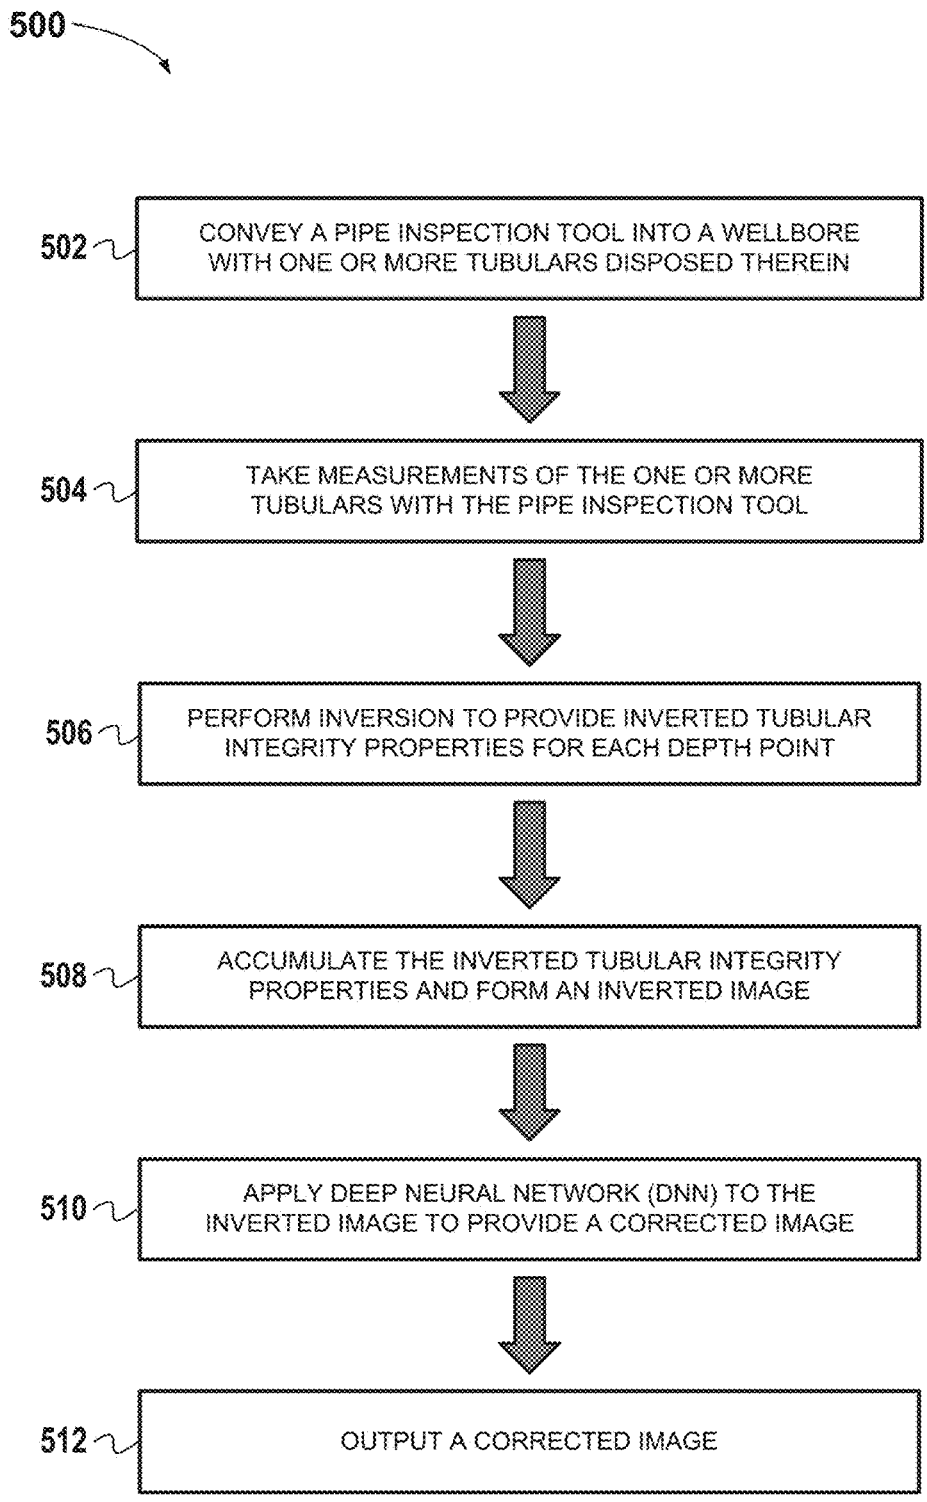 500
502
CONVEY A PIPE INSPECTION TOOL INTO A WELLBORE
WITH ONE OR MORE TUBULARS DISPOSED THEREIN
504
TAKE MEASUREMENTS OF THE ONE OR MORE
TUBULARS WITH THE PIPE INSPECTION TOOL
506
PERFORM INVERSION TO PROVIDE INVERTED TUBULAR
INTEGRITY PROPERTIES FOR EACH DEPTH POINT
508
ACCUMULATE THE INVERTED TUBULAR INTEGRITY
PROPERTIES AND FORM AN INVERTED IMAGE
510
APPLY DEEP NEURAL NETWORK (DNN) TO THE
INVERTED IMAGE TO PROVIDE A CORRECTED IMAGE
512
OUTPUT A CORRECTED IMAGE